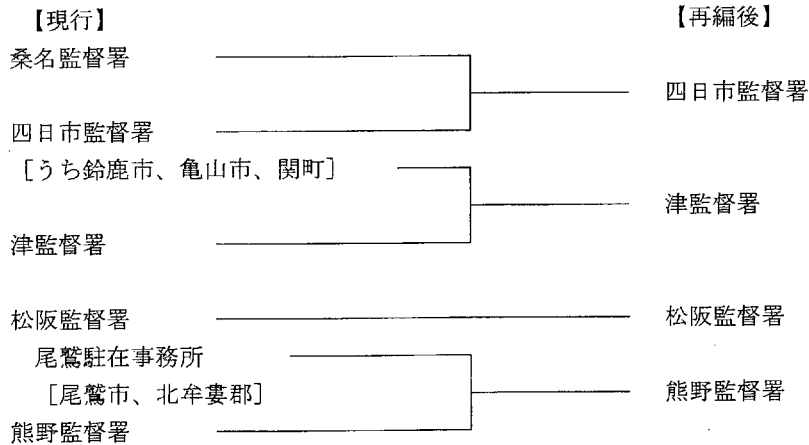 【現行】
【再編後】
桑名監督署
四日市監督署
四日市監督署
[うち鈴鹿市、亀山市、関町]
津監督署
津監督署
松阪監督署
松阪監督署
尾鷲駐在事務所
[尾鷲市、北牟婁郡]
熊野監督署
熊野監督署